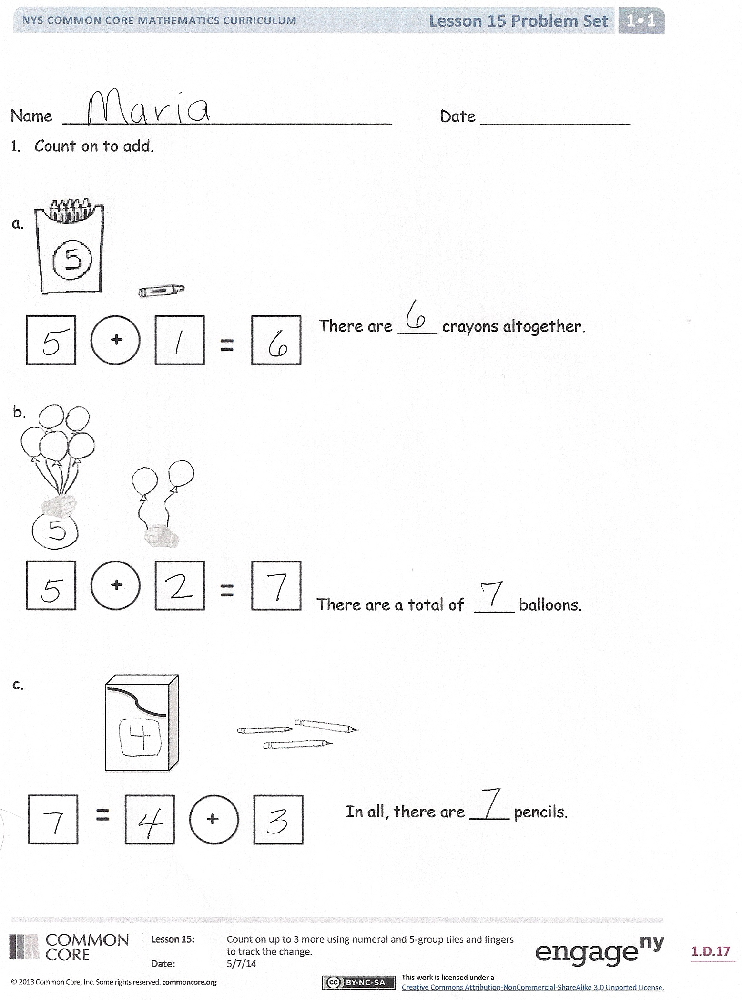 NYS COMMON CORE MATHEMATICS CURRICULUM Lesson 15 Problem Set 1•1
Name Maria Date
1. Count on to add.
a.
5
5 + 1 = 6 There are 6 crayons altogether.
b.
5
5 + 2 = 7 There are a total of 7 balloons.
c.
4
7 = 4 + 3 In all, there are 7 pencils.
COMMON CORE
Lesson 15: Count on up to 3 more using numeral and 5-group tiles and fingers
to track the change.
Date: 5/7/14
engage ny
1.D.17
© 2013 Common Core, Inc. Some rights reserved. commoncore.org
cc BY-NC-SA
This work is licensed under a
Creative Commons Attribution-NonCommercial-ShareAlike 3.0 Unported License.